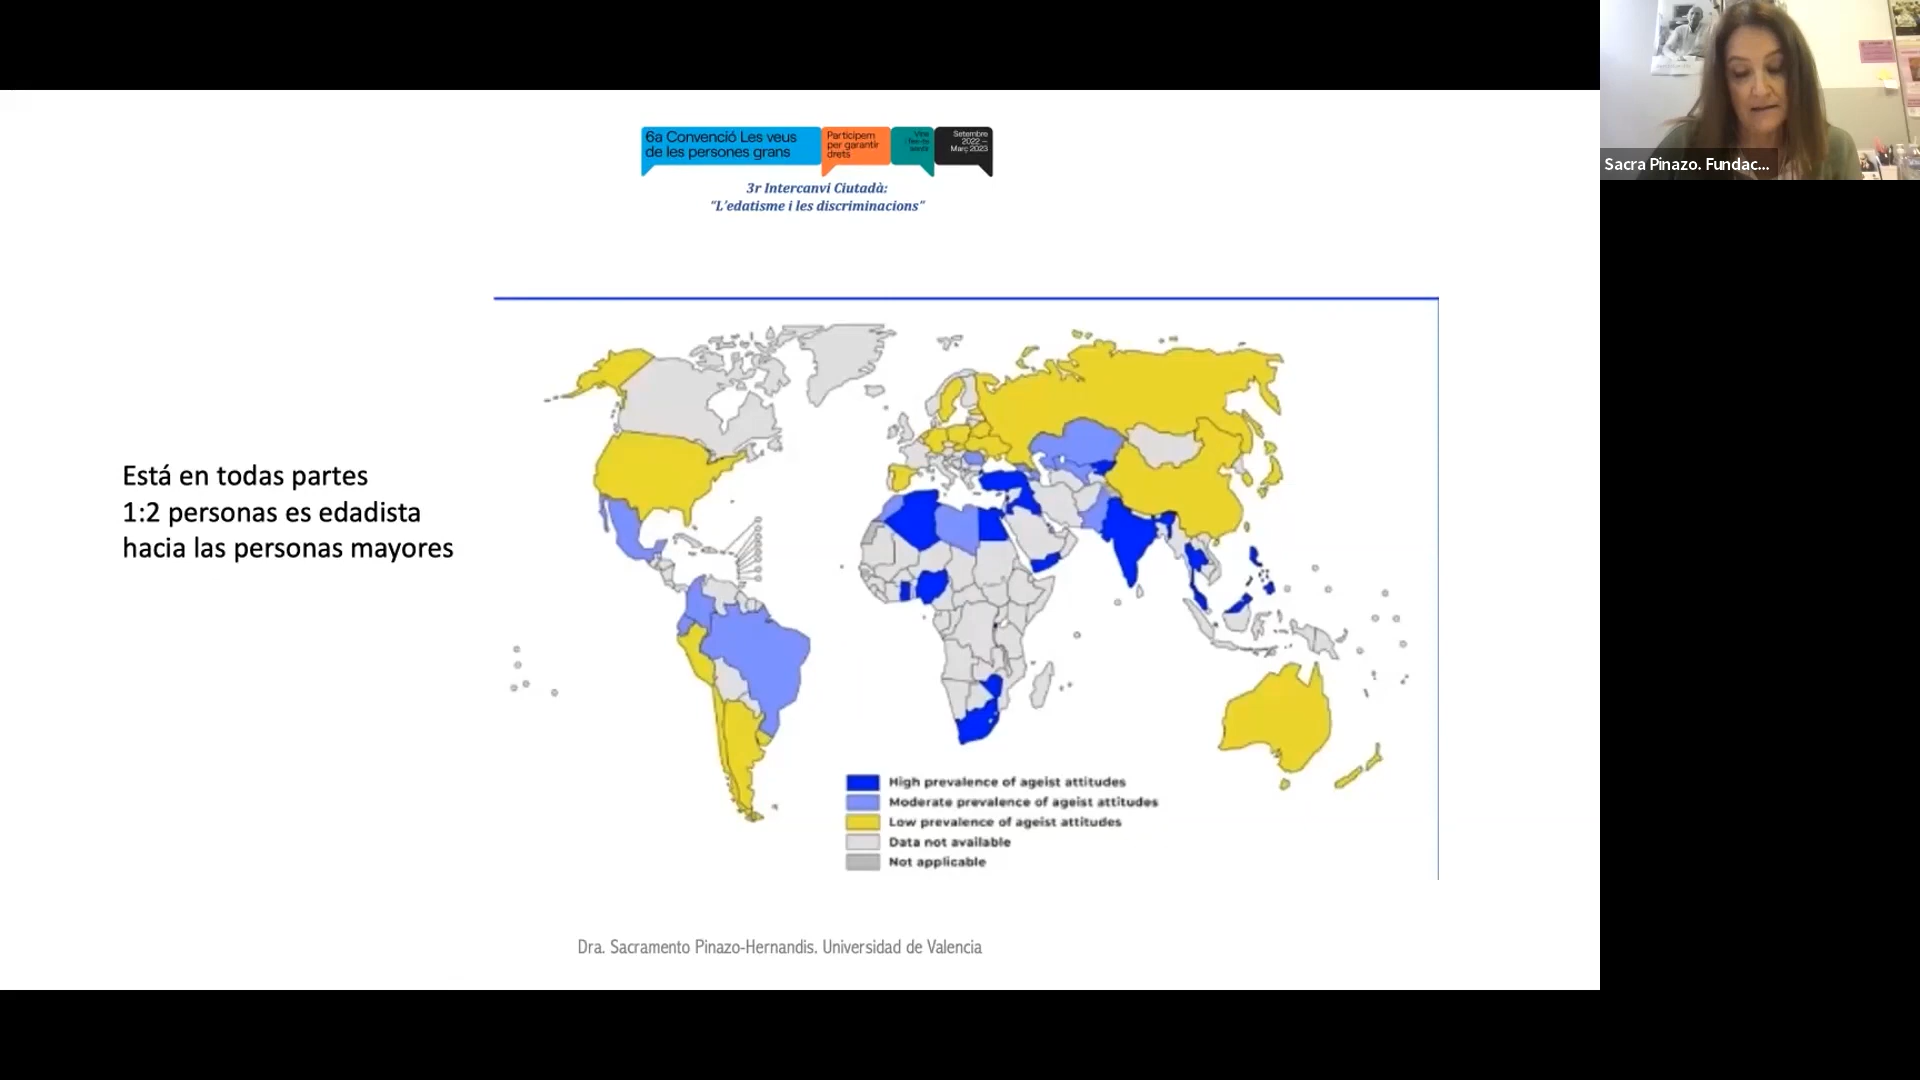 6a Convenció Les veus
de les persones grans
Participem
per garantir
drets
Setembre
2022 –
Març 2023
3r Intercanvi Ciutadà:
"L'edatisme i les discriminacions"
Está en todas partes
1:2 personas es edadista
hacia las personas mayores
High prevalence of ageist attitudes
Moderate prevalence of ageist attitudes
Low prevalence of ageist attitudes
Data not available
Not applicable
Dra. Sacramento Pinazo-Hernandis. Universidad de Valencia
Sacra Pinazo. Fundac...